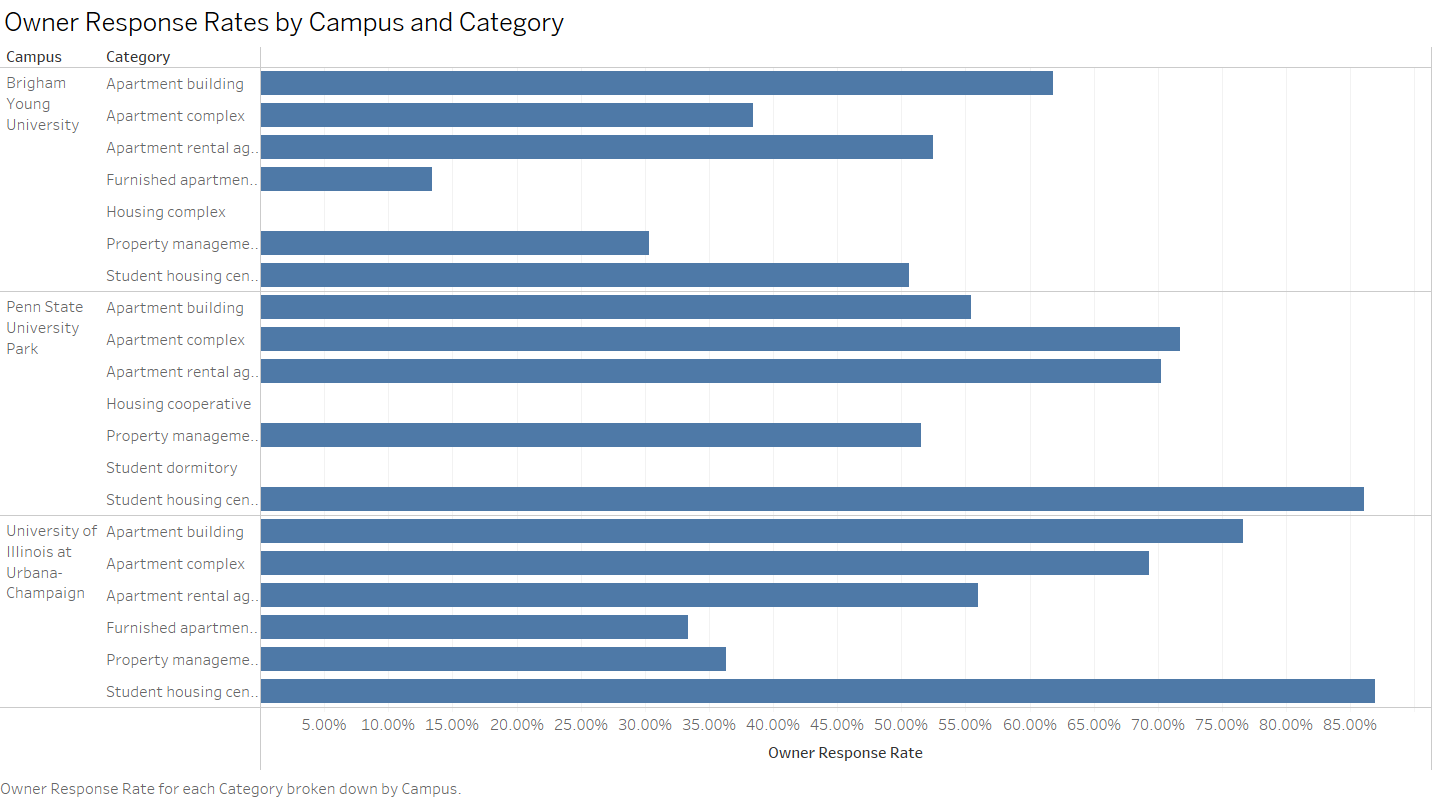 Owner Response Rates by Campus and Category
Campus Category
Brigham Young University
Apartment building
Apartment complex
Apartment rental ag..
Furnished apartmen..
Housing complex
Property manageme..
Student housing cen..
Penn State University Park
Apartment building
Apartment complex
Apartment rental ag..
Housing cooperative
Property manageme..
Student dormitory
Student housing cen..
University of Illinois at Urbana-Champaign
Apartment building
Apartment complex
Apartment rental ag..
Furnished apartmen..
Property manageme..
Student housing cen..
5.00% 10.00% 15.00% 20.00% 25.00% 30.00% 35.00% 40.00% 45.00% 50.00% 55.00% 60.00% 65.00% 70.00% 75.00% 80.00% 85.00%
Owner Response Rate
Owner Response Rate for each Category broken down by Campus.